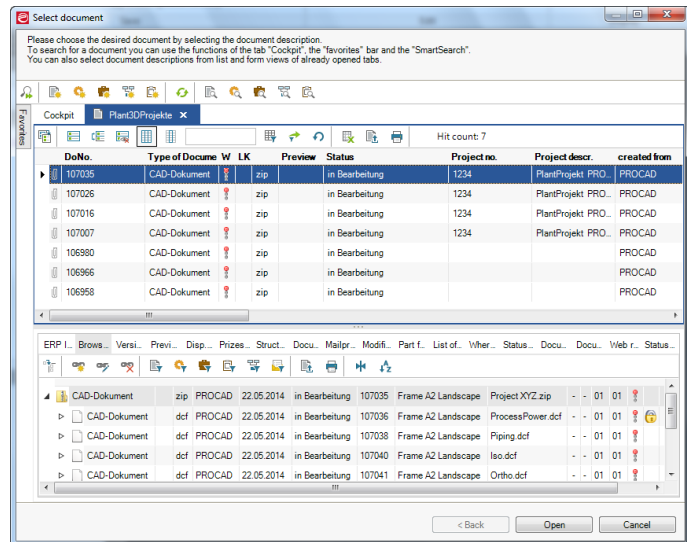 Select document
Please choose the desired document by selecting the document description.
To search for a document you can use the functions of the tab "Cockpit", the "favorites" bar and the "SmartSearch".
You can also select document descriptions from list and form views of already opened tabs.
Favorites
Cockpit Plant3DProjekte
Hit count: 7
DoNo. Type of Docume W LK Preview Status Project no. Project descr. created from
107035 CAD-Dokument zip in Bearbeitung 1234 PlantProjekt PRO... PROCAD
107026 CAD-Dokument zip in Bearbeitung 1234 PlantProjekt PRO... PROCAD
107016 CAD-Dokument zip in Bearbeitung 1234 PlantProjekt PRO... PROCAD
107007 CAD-Dokument zip in Bearbeitung 1234 PlantProjekt PRO... PROCAD
106980 CAD-Dokument zip in Bearbeitung PROCAD
106966 CAD-Dokument zip in Bearbeitung PROCAD
106958 CAD-Dokument zip in Bearbeitung PROCAD
ERP I... Brows... Versi... Previ... Disp... Prizes... Struct... Docu... Mailpr... Modifi... Part f... List of... Wher... Status... Docu... Docu... Web r... Status...
CAD-Dokument zip PROCAD 22.05.2014 in Bearbeitung 107035 Frame A2 Landscape Project XYZ.zip - - 01 01
CAD-Dokument dcf PROCAD 22.05.2014 in Bearbeitung 107036 Frame A2 Landscape ProcessPower.dcf - - 01 01
CAD-Dokument dcf PROCAD 22.05.2014 in Bearbeitung 107038 Frame A2 Landscape Piping.dcf - - 01 01
CAD-Dokument dcf PROCAD 22.05.2014 in Bearbeitung 107040 Frame A2 Landscape Iso.dcf - - 01 01
CAD-Dokument dcf PROCAD 22.05.2014 in Bearbeitung 107041 Frame A2 Landscape Ortho.dcf - - 01 01
< Back Open Cancel